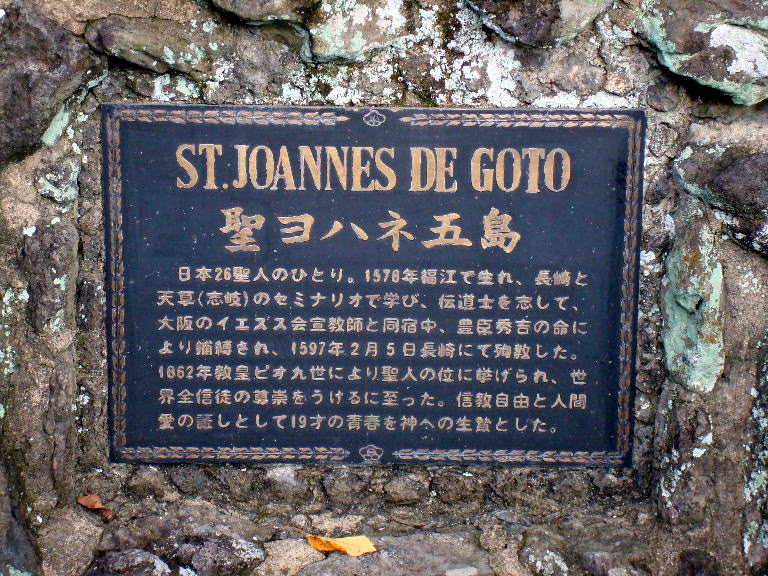 ST.JOANNES DE GOTO
聖ヨハネ五島
日本26聖人のひとり。1578年福江で生れ、長崎と
天草(志岐)のセミナリオで学び、伝道士を志して、
大阪のイエズス会宣教師と同宿中、豊臣秀吉の命に
より捕縛され、1597年2月5日長崎にて殉教した。
1862年教皇ピオ九世により聖人の位に挙げられ、世
界全信徒の尊崇をうけるに至った。信教自由と人間
愛の証しとして19才の青春を神への生贄とした。